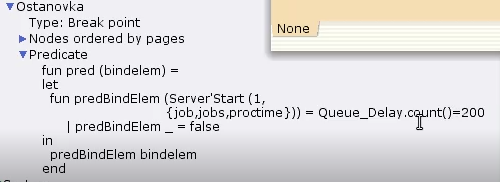 Ostanovka
Type: Break point
Nodes ordered by pages
Predicate
fun pred (bindelem) =
let
fun predBindElem (Server'Start (1,
{job,jobs,proctime})) = Queue_Delay.count()=200
| predBindElem _ = false
in
predBindElem bindelem
end
None